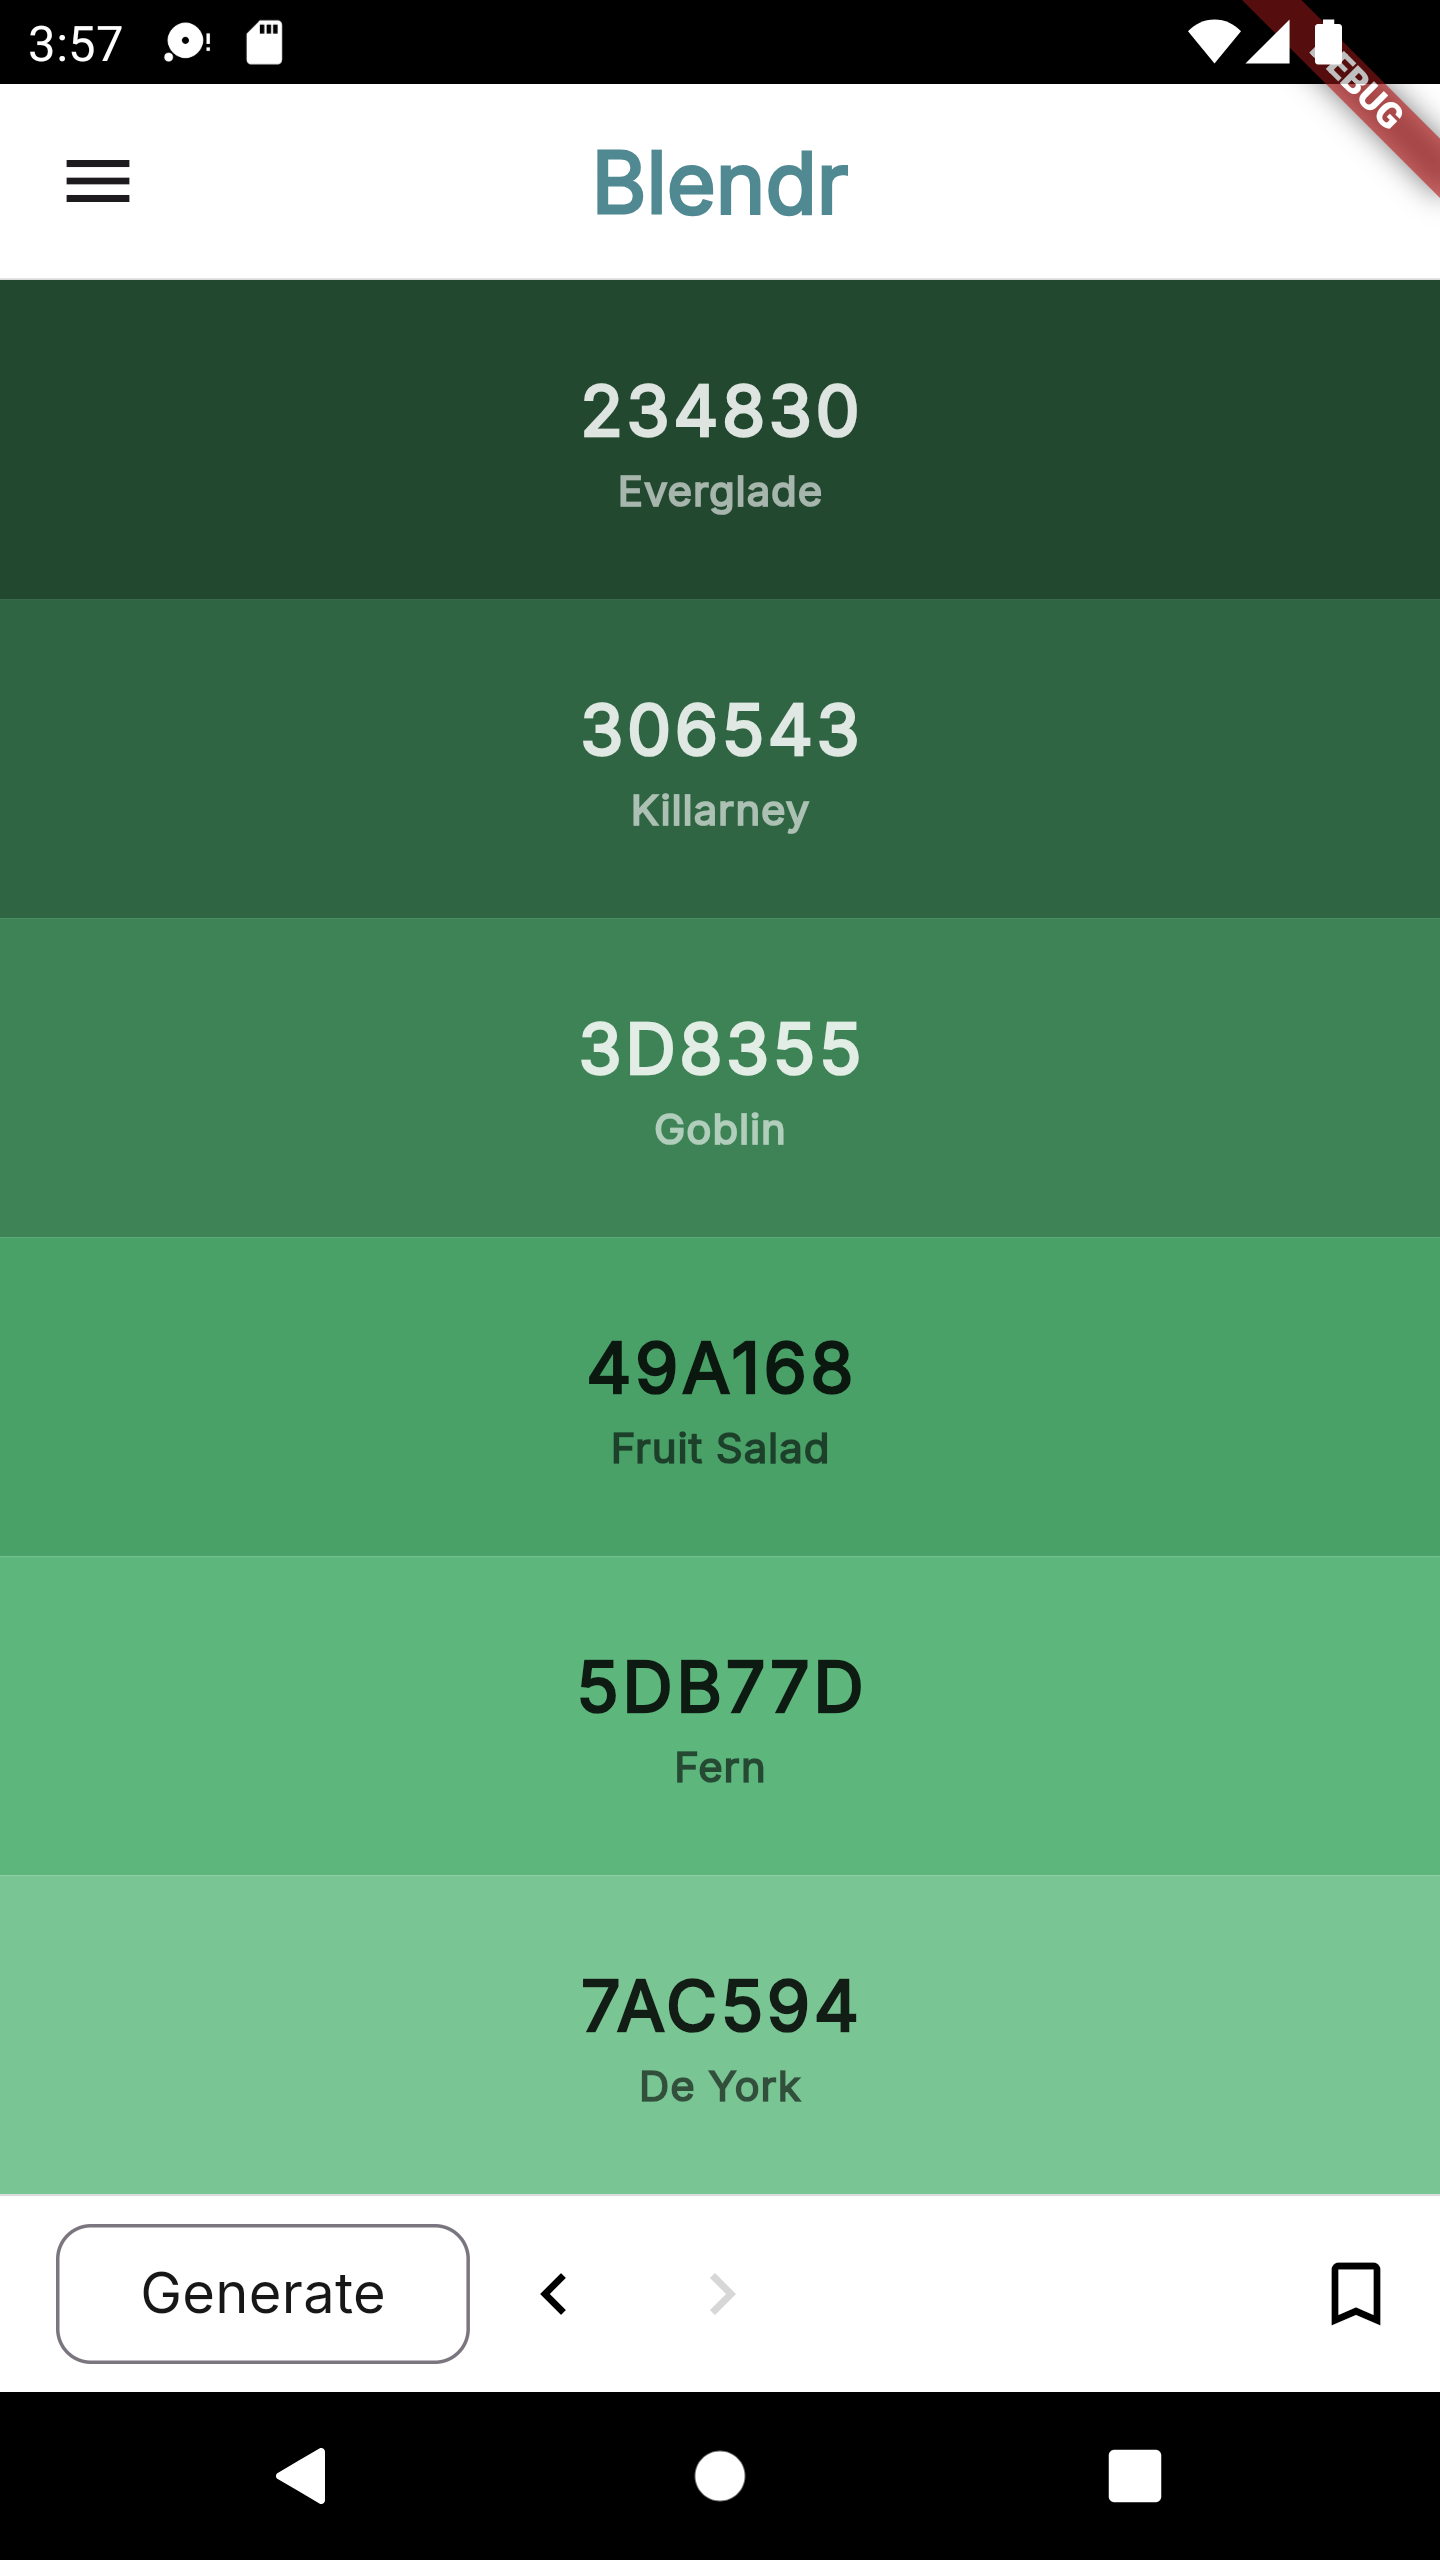 3:57
DEBUG
Blendr
234830
Everglade
306543
Killarney
3D8355
Goblin
49A168
Fruit Salad
5DB77D
Fern
7AC594
De York
Generate